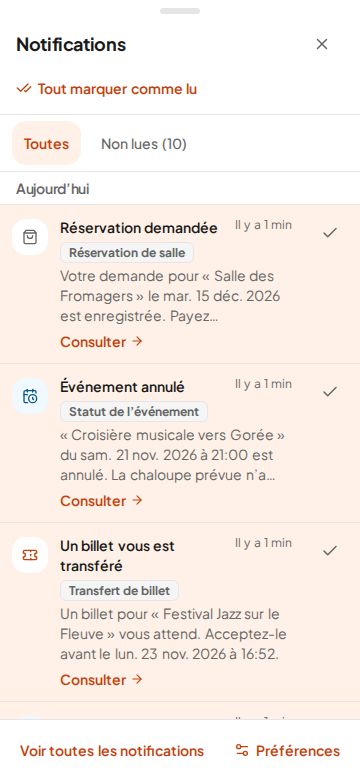 Notifications
Tout marquer comme lu
Toutes
Non lues (10)
Aujourd’hui
Réservation demandée
Il y a 1 min
Réservation de salle
Votre demande pour « Salle des
Fromagers » le mar. 15 déc. 2026
est enregistrée. Payez…
Consulter
Événement annulé
Il y a 1 min
Statut de l’événement
« Croisière musicale vers Gorée »
du sam. 21 nov. 2026 à 21:00 est
annulé. La chaloupe prévue n’a…
Consulter
Un billet vous est
transféré
Il y a 1 min
Transfert de billet
Un billet pour « Festival Jazz sur le
Fleuve » vous attend. Acceptez-le
avant le lun. 23 nov. 2026 à 16:52.
Consulter
Voir toutes les notifications
Préférences